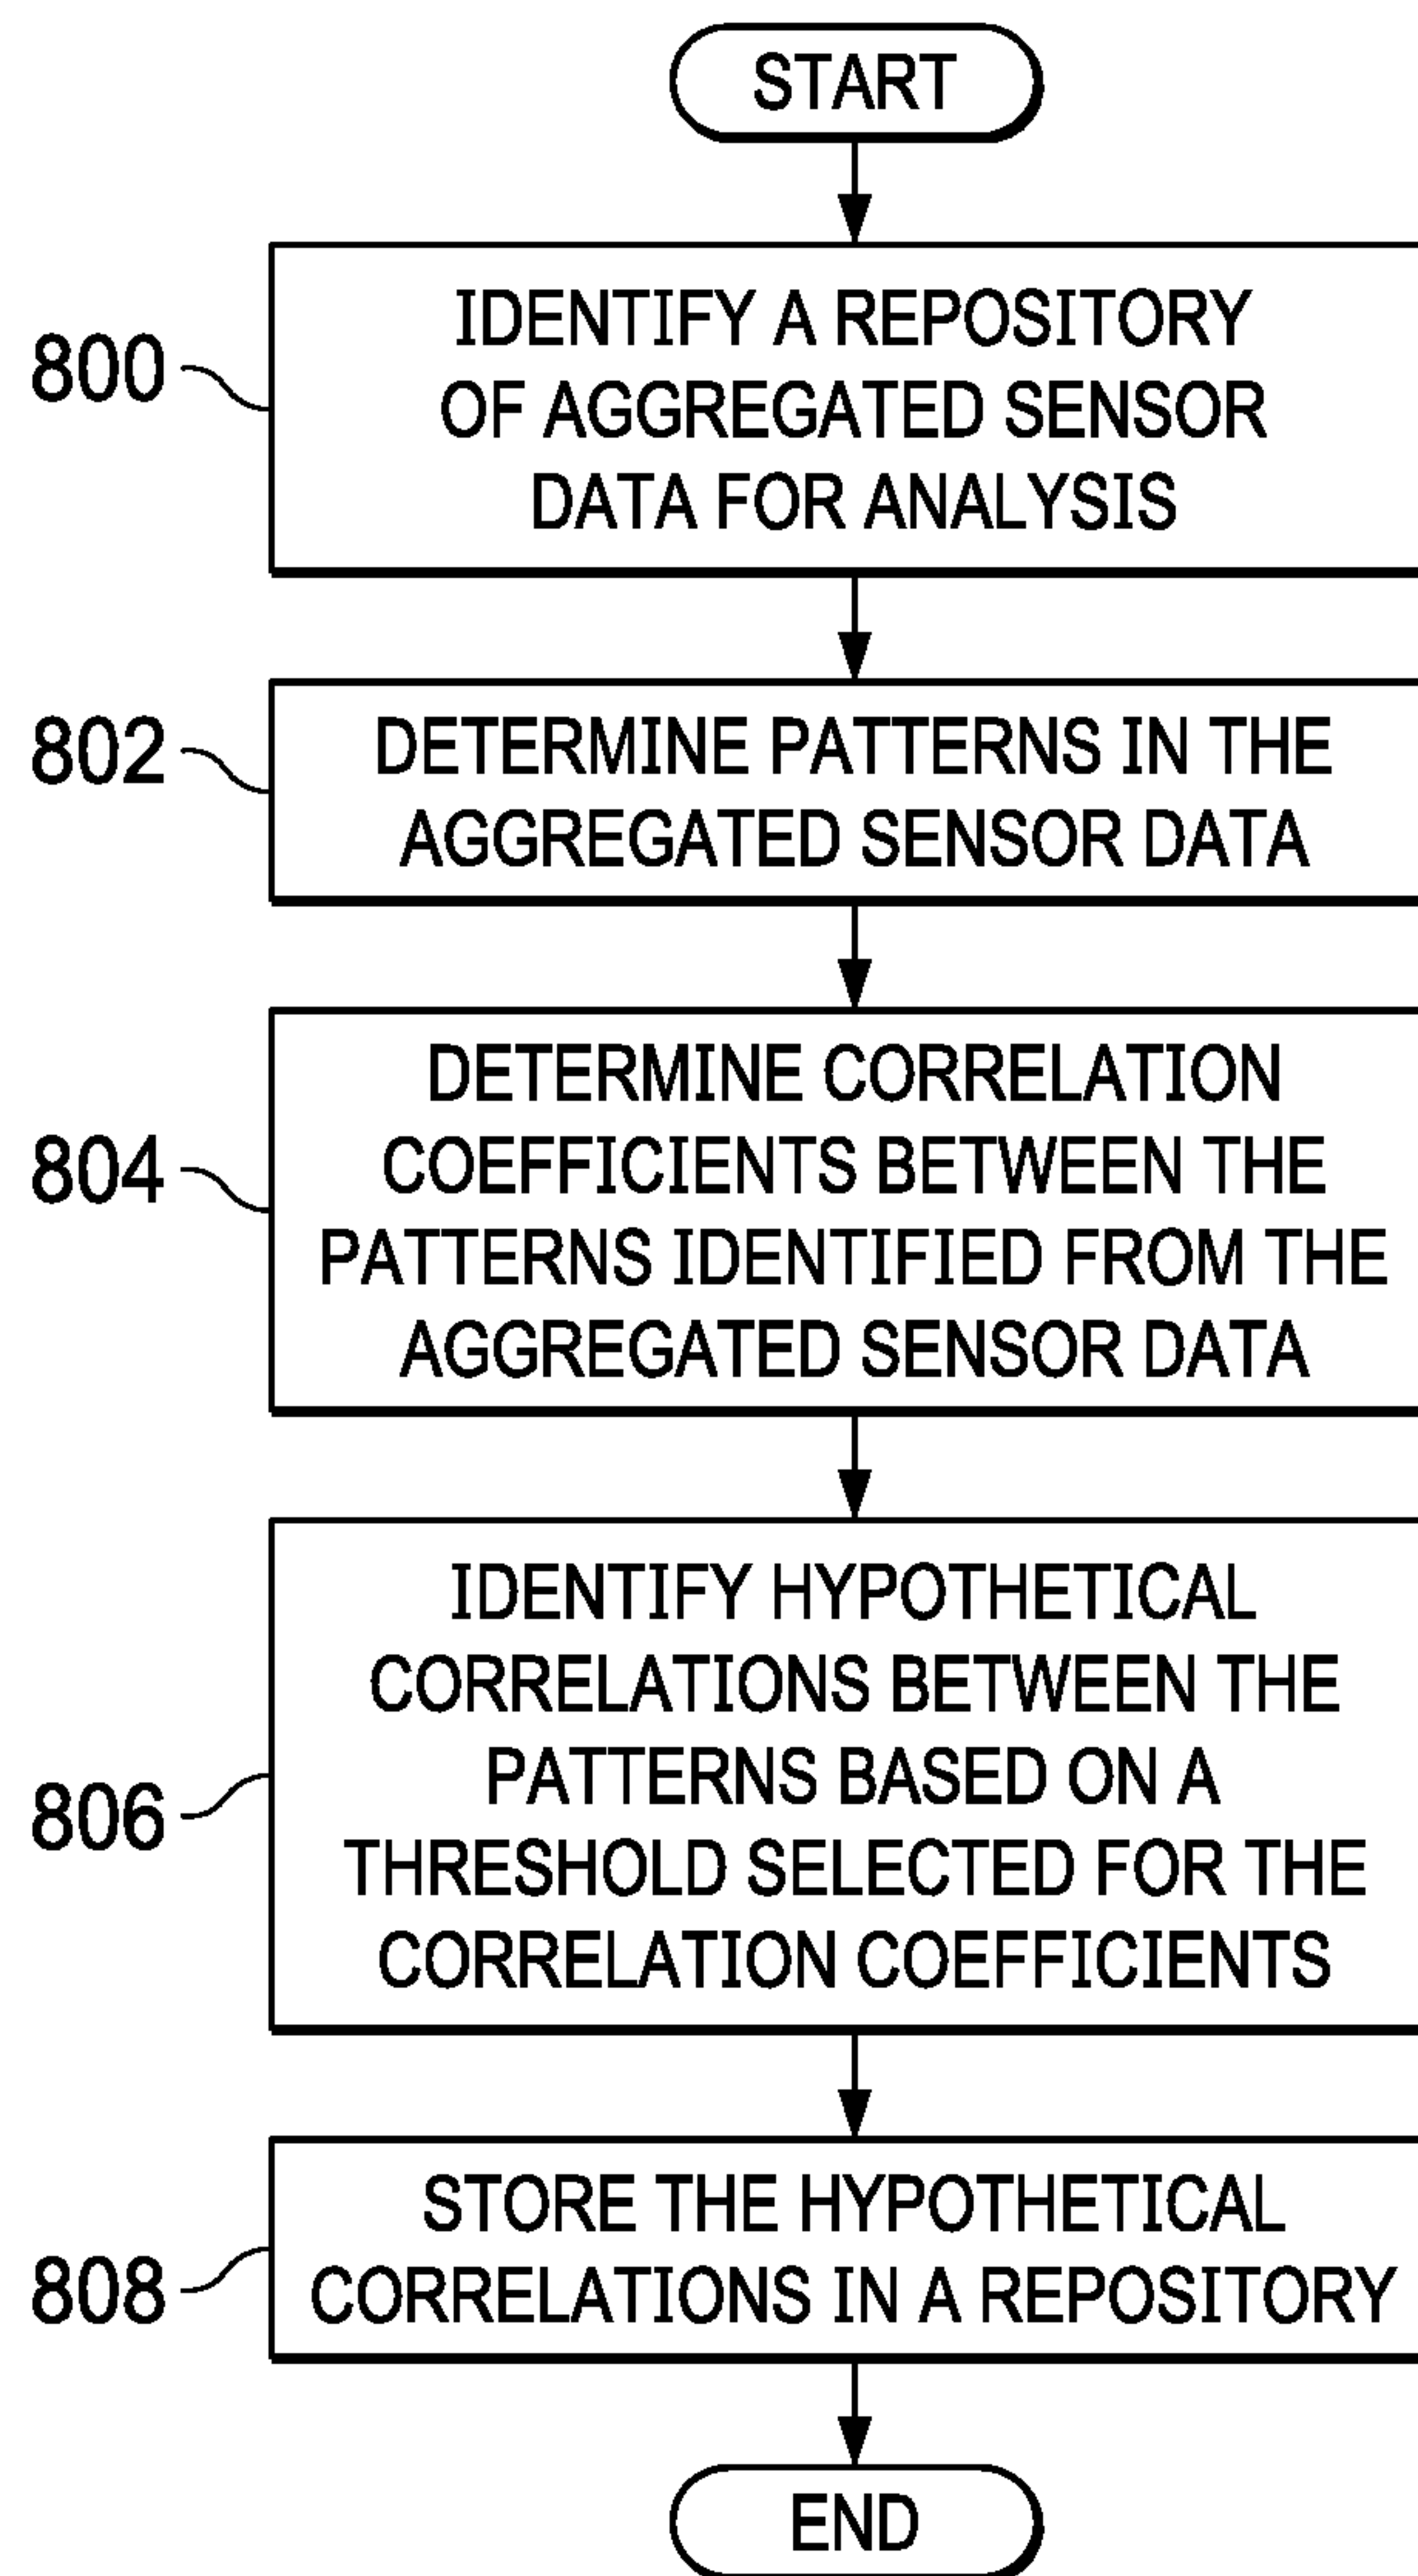 START
800
IDENTIFY A REPOSITORY
OF AGGREGATED SENSOR
DATA FOR ANALYSIS
802
DETERMINE PATTERNS IN THE
AGGREGATED SENSOR DATA
804
DETERMINE CORRELATION
COEFFICIENTS BETWEEN THE
PATTERNS IDENTIFIED FROM THE
AGGREGATED SENSOR DATA
806
IDENTIFY HYPOTHETICAL
CORRELATIONS BETWEEN THE
PATTERNS BASED ON A
THRESHOLD SELECTED FOR THE
CORRELATION COEFFICIENTS
808
STORE THE HYPOTHETICAL
CORRELATIONS IN A REPOSITORY
END